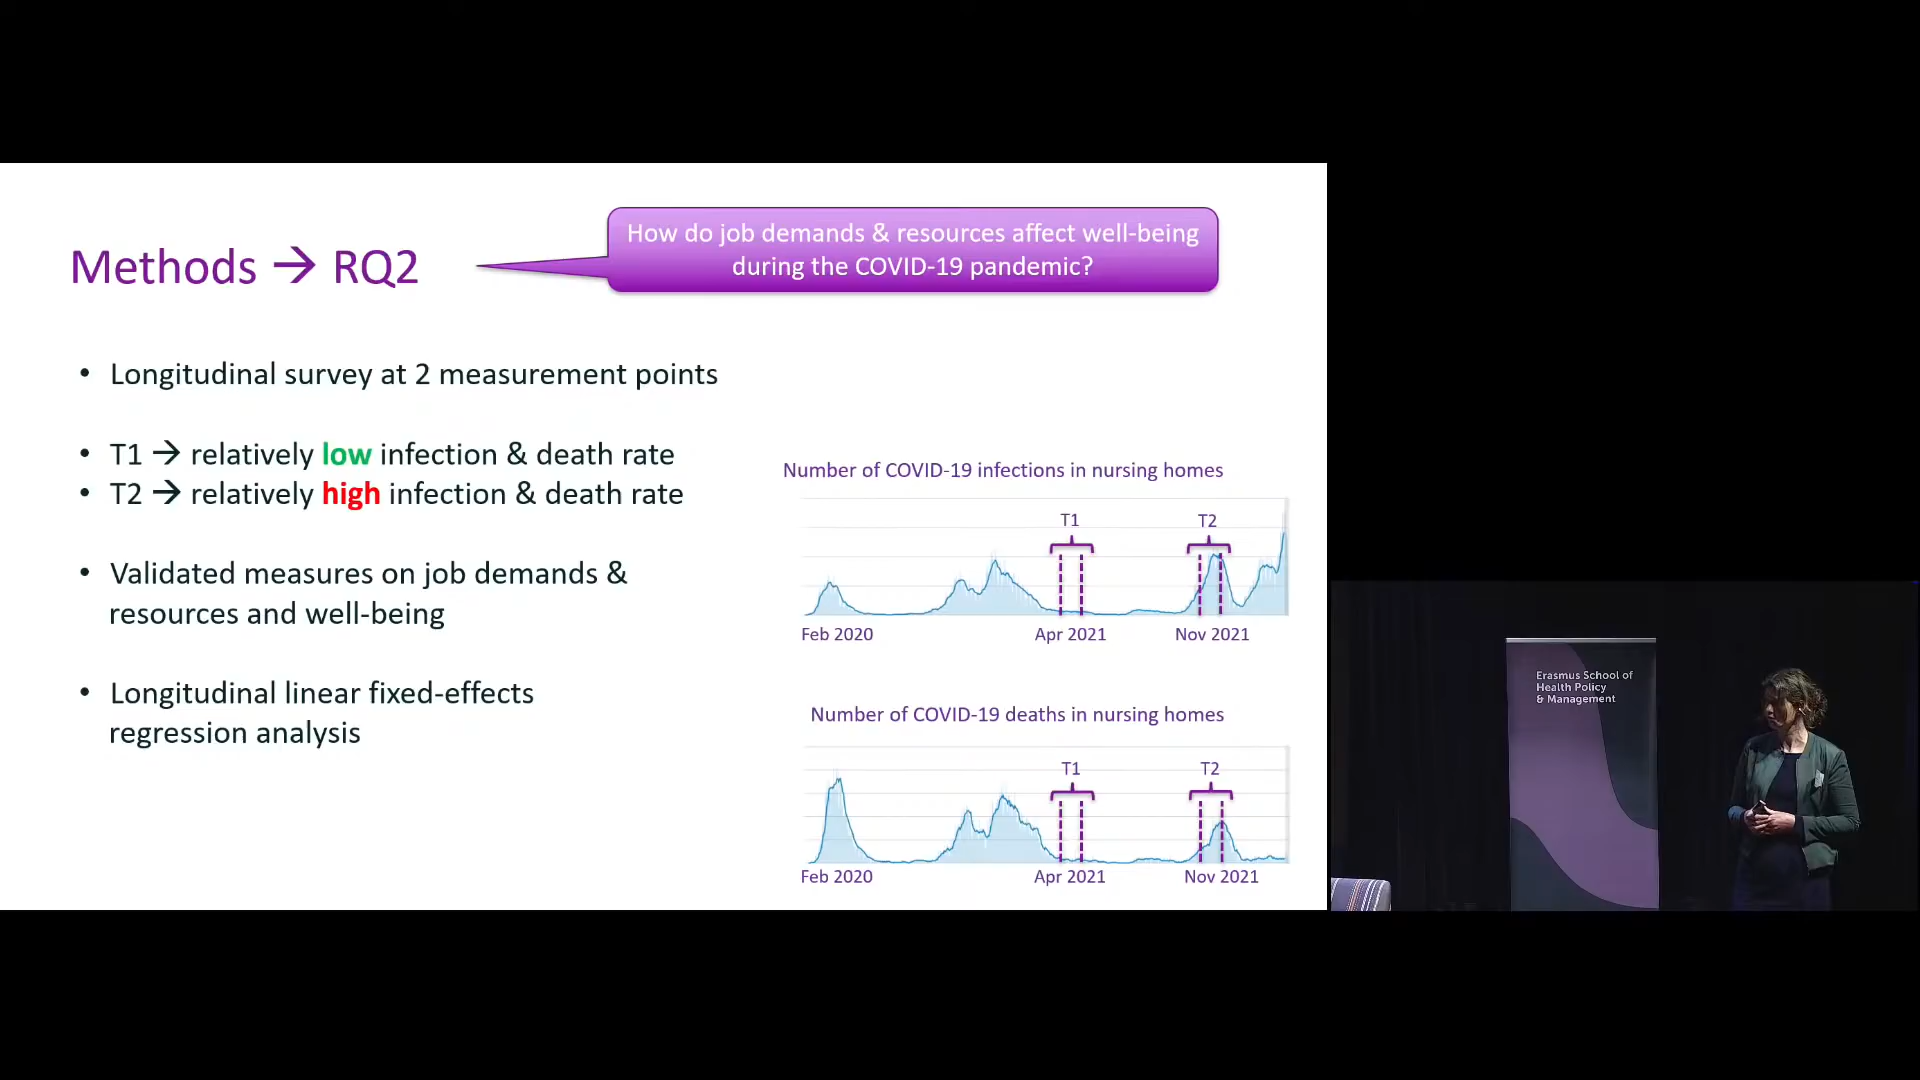 Methods → RQ2
How do job demands & resources affect well-being
during the COVID-19 pandemic?
• Longitudinal survey at 2 measurement points
• T1 → relatively low infection & death rate
• T2 → relatively high infection & death rate
• Validated measures on job demands &
resources and well-being
• Longitudinal linear fixed-effects
regression analysis
Number of COVID-19 infections in nursing homes
T1 T2
Feb 2020 Apr 2021 Nov 2021
Number of COVID-19 deaths in nursing homes
T1 T2
Feb 2020 Apr 2021 Nov 2021
Erasmus School of
Health Policy
& Management